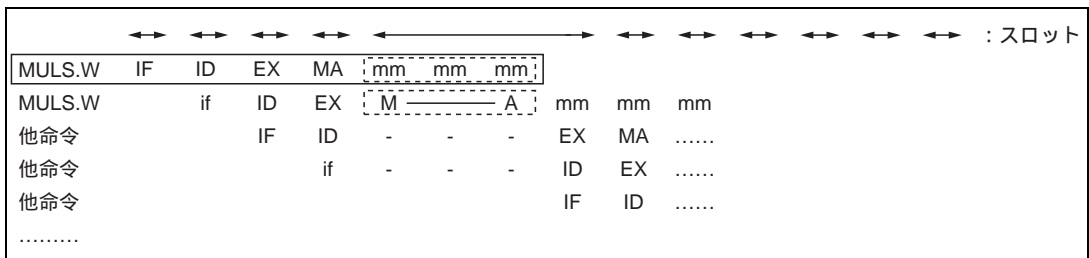 ：スロット
MULS.W IF ID EX MA mm mm mm
MULS.W if ID EX M A mm mm mm
他命令 IF ID - - - EX MA ……
他命令 if - - - ID EX ……
他命令 IF ID ……
………